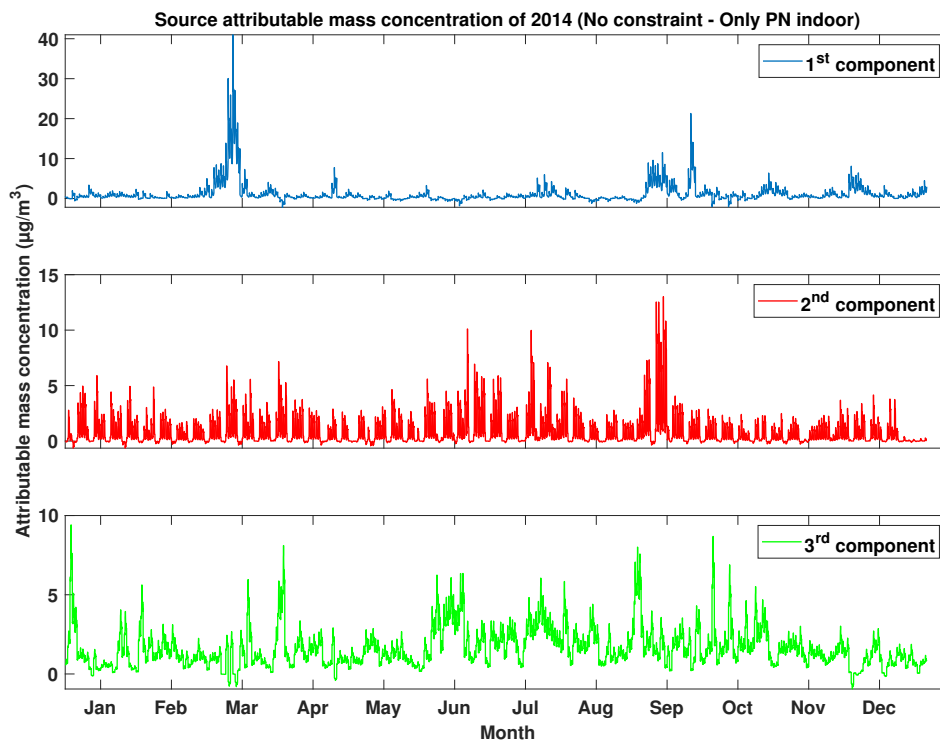 Source attributable mass concentration of 2014 (No constraint - Only PN indoor)
Attributable mass concentration (μg/m³)
40
30
20
10
0
1st component
15
10
5
0
2nd component
10
5
0
3rd component
Jan Feb Mar Apr May Jun Jul Aug Sep Oct Nov Dec
Month